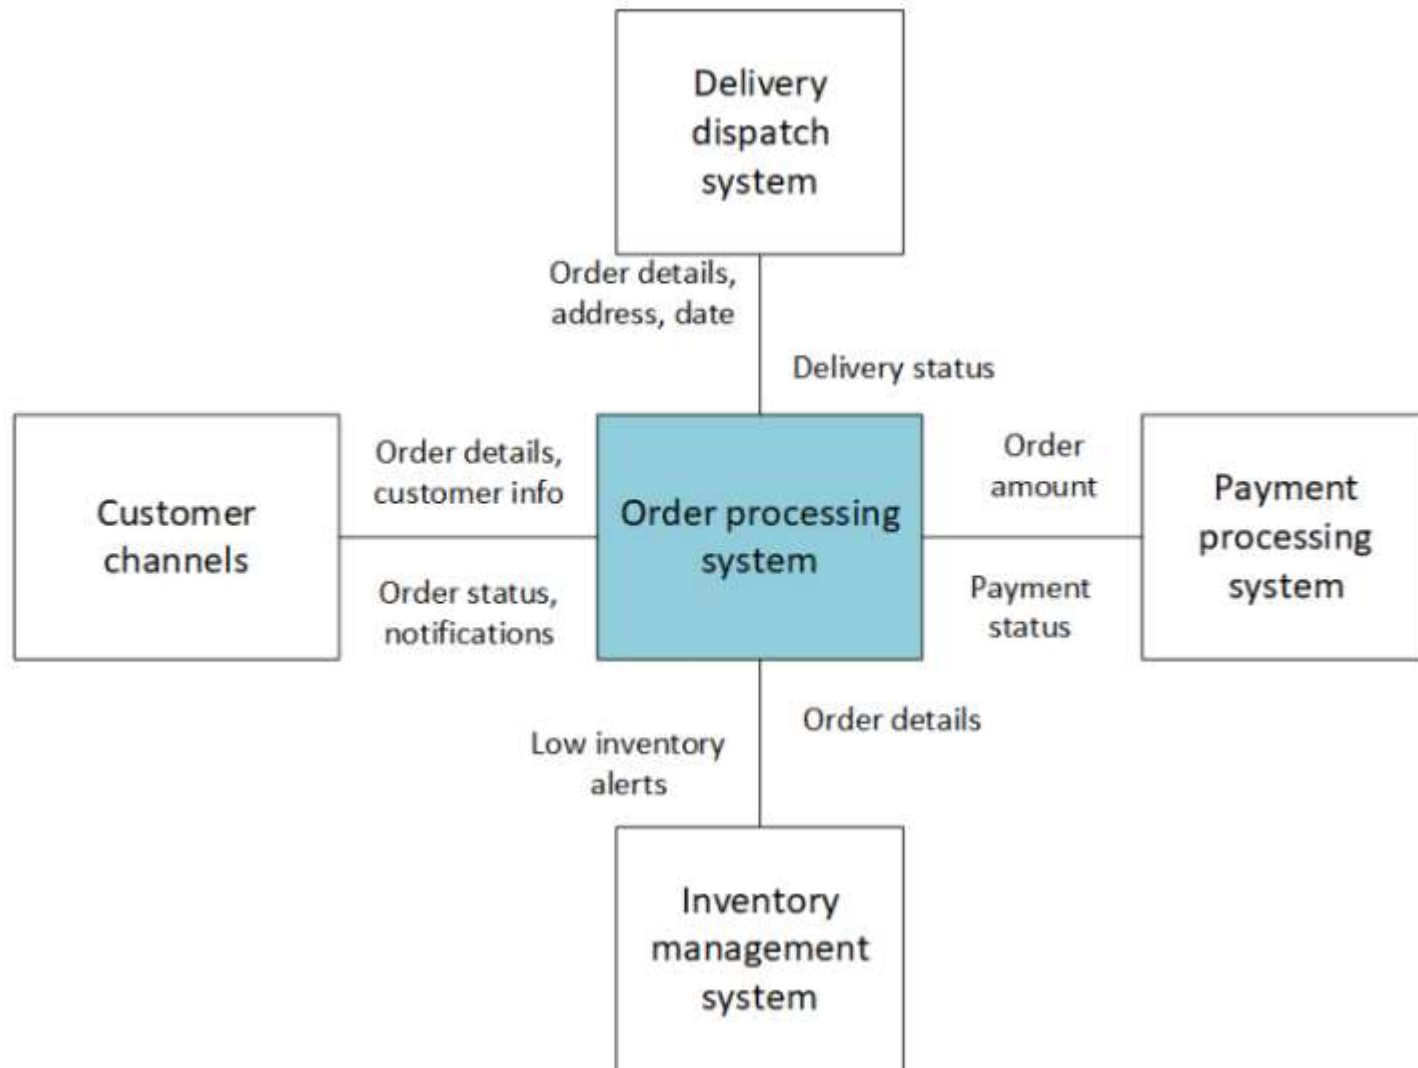 Delivery
dispatch
system
Order details,
address, date
Delivery status
Customer
channels
Order details,
customer info
Order status,
notifications
Order processing
system
Order
amount
Payment
status
Payment
processing
system
Low inventory
alerts
Order details
Inventory
management
system